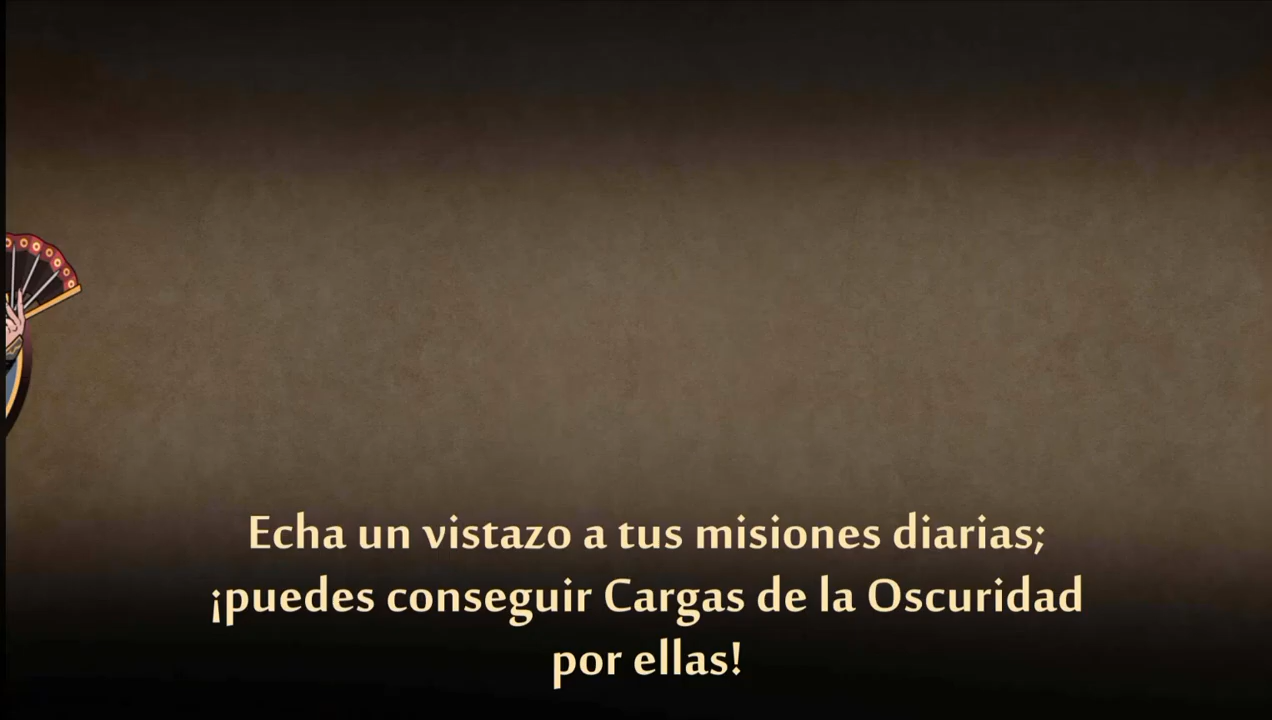 Echa un vistazo a tus misiones diarias;
¡puedes conseguir Cargas de la Oscuridad
por ellas!